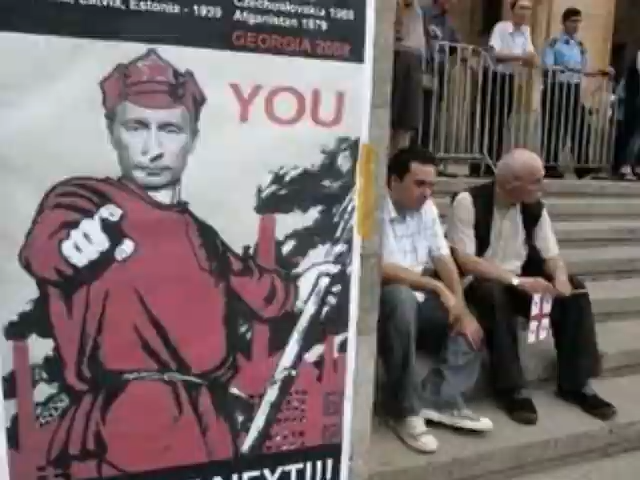 Latvia, Estonia - 1939
Czechoslovakia 1968
Afganistan 1979
GEORGIA 2008
YOU
NEXT!!!